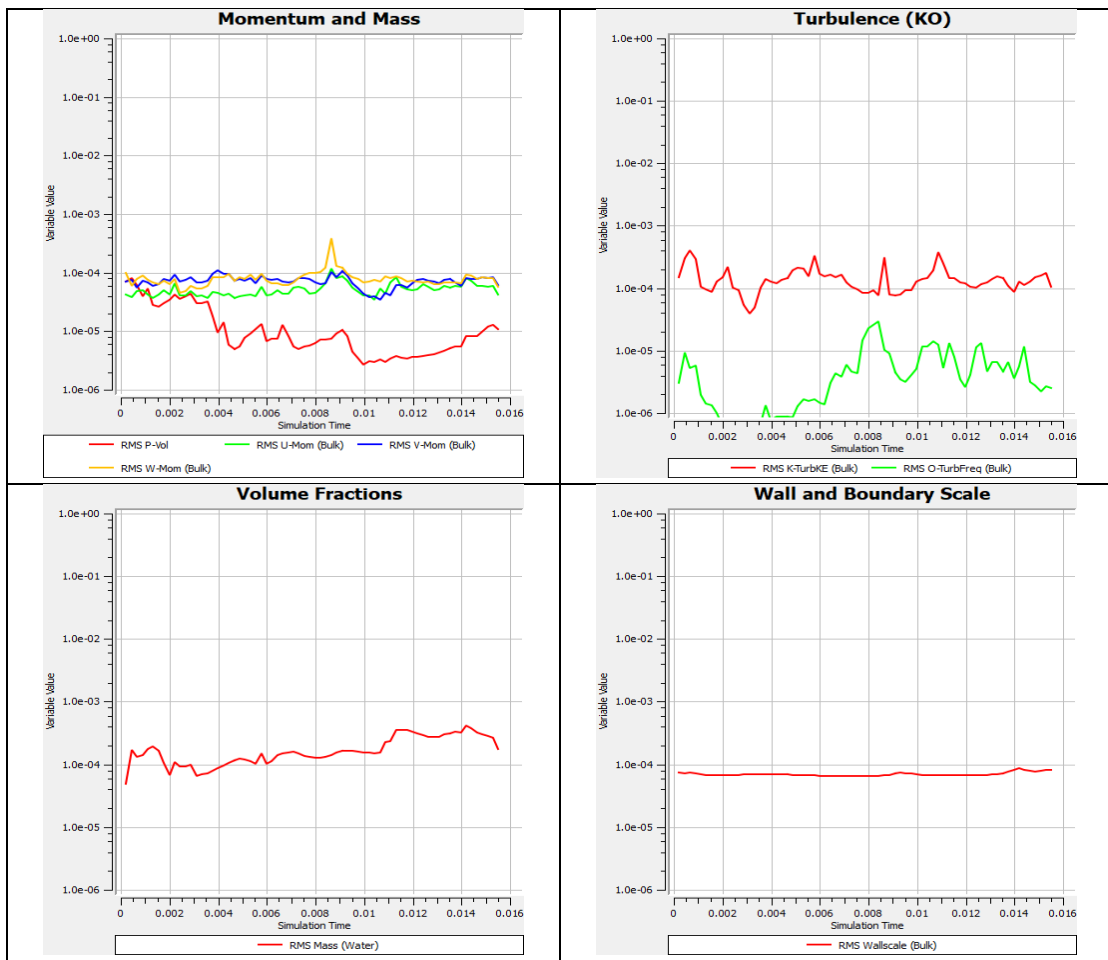 Momentum and Mass
1.0e+00
1.0e-01
1.0e-02
1.0e-03
1.0e-04
1.0e-05
1.0e-06
Variable Value
0 0.002 0.004 0.006 0.008 0.010 0.012 0.014 0.016
Simulation Time
RMS P-Vol RMS U-Mom (Bulk) RMS V-Mom (Bulk)
RMS W-Mom (Bulk)
Turbulence (KO)
1.0e+00
1.0e-01
1.0e-02
1.0e-03
1.0e-04
1.0e-05
1.0e-06
Variable Value
0 0.002 0.004 0.006 0.008 0.010 0.012 0.014 0.016
Simulation Time
RMS K-TurbKE (Bulk) RMS O-TurbFreq (Bulk)
Volume Fractions
1.0e+00
1.0e-01
1.0e-02
1.0e-03
1.0e-04
1.0e-05
1.0e-06
Variable Value
0 0.002 0.004 0.006 0.008 0.010 0.012 0.014 0.016
Simulation Time
RMS Mass (Water)
Wall and Boundary Scale
1.0e+00
1.0e-01
1.0e-02
1.0e-03
1.0e-04
1.0e-05
1.0e-06
Variable Value
0 0.002 0.004 0.006 0.008 0.010 0.012 0.014 0.016
Simulation Time
RMS Wallscale (Bulk)